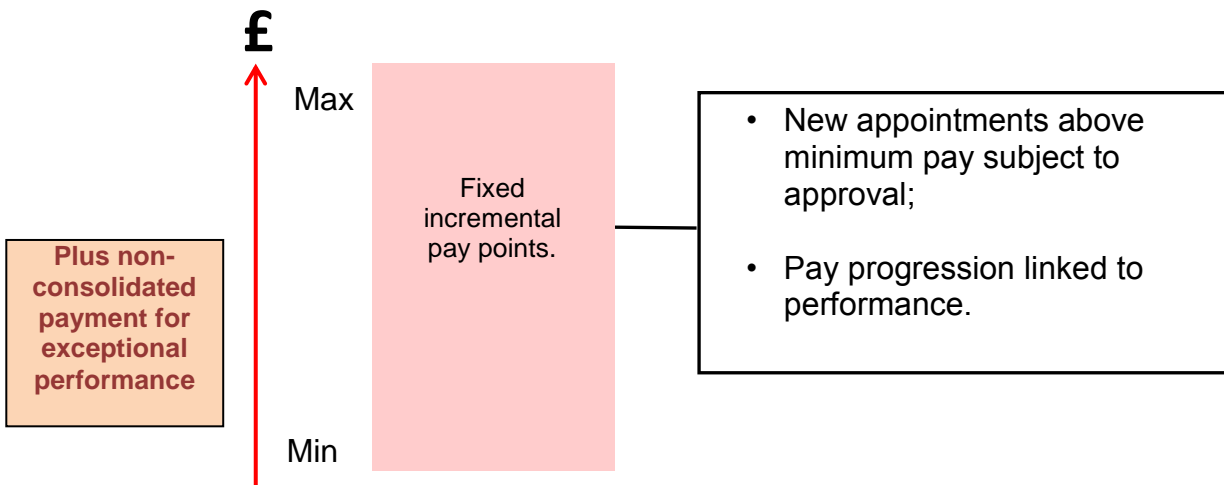 £
Max
Fixed
incremental
pay points.
• New appointments above
minimum pay subject to
approval;
• Pay progression linked to
performance.
Plus non-
consolidated
payment for
exceptional
performance
Min